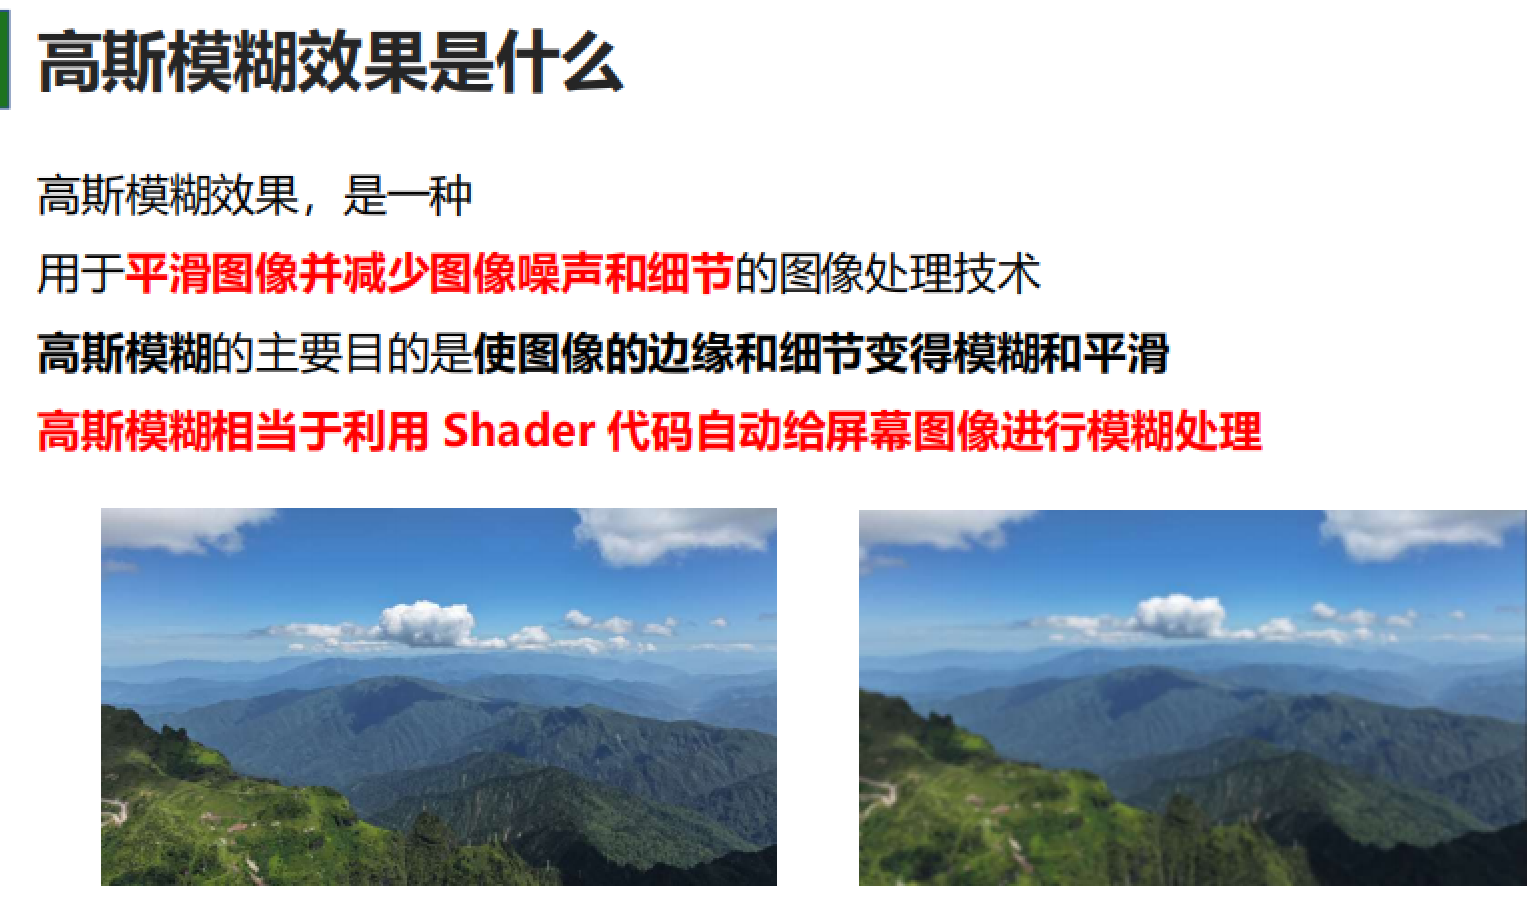 高斯模糊效果是什么
高斯模糊效果，是一种
用于平滑图像并减少图像噪声和细节的图像处理技术
高斯模糊的主要目的是使图像的边缘和细节变得模糊和平滑
高斯模糊相当于利用 Shader 代码自动给屏幕图像进行模糊处理